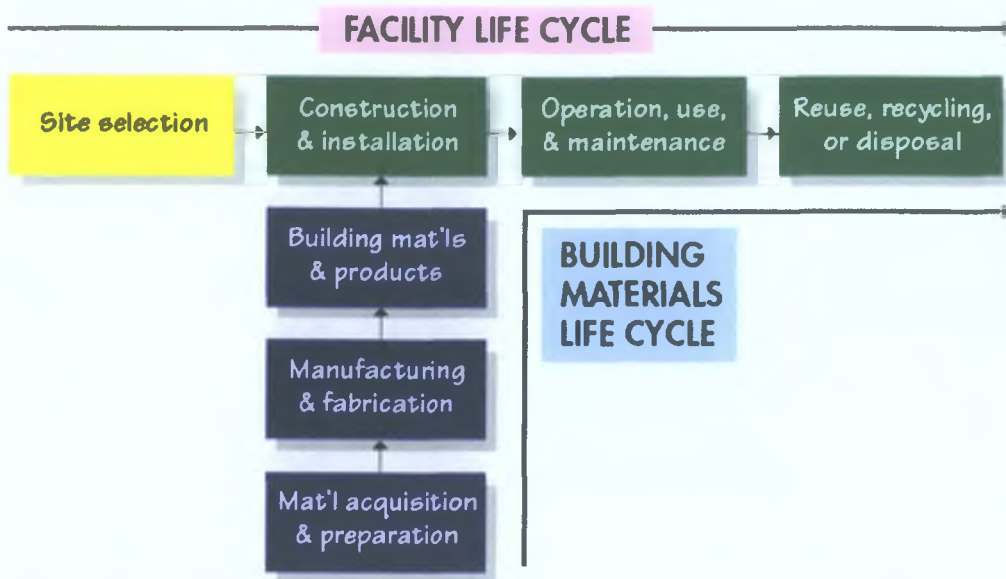 FACILITY LIFE CYCLE
Site selection
Construction
& installation
Operation, use,
& maintenance
Reuse, recycling,
or disposal
Building mat'ls
& products
BUILDING
MATERIALS
LIFE CYCLE
Manufacturing
& fabrication
Mat'l acquisition
& preparation